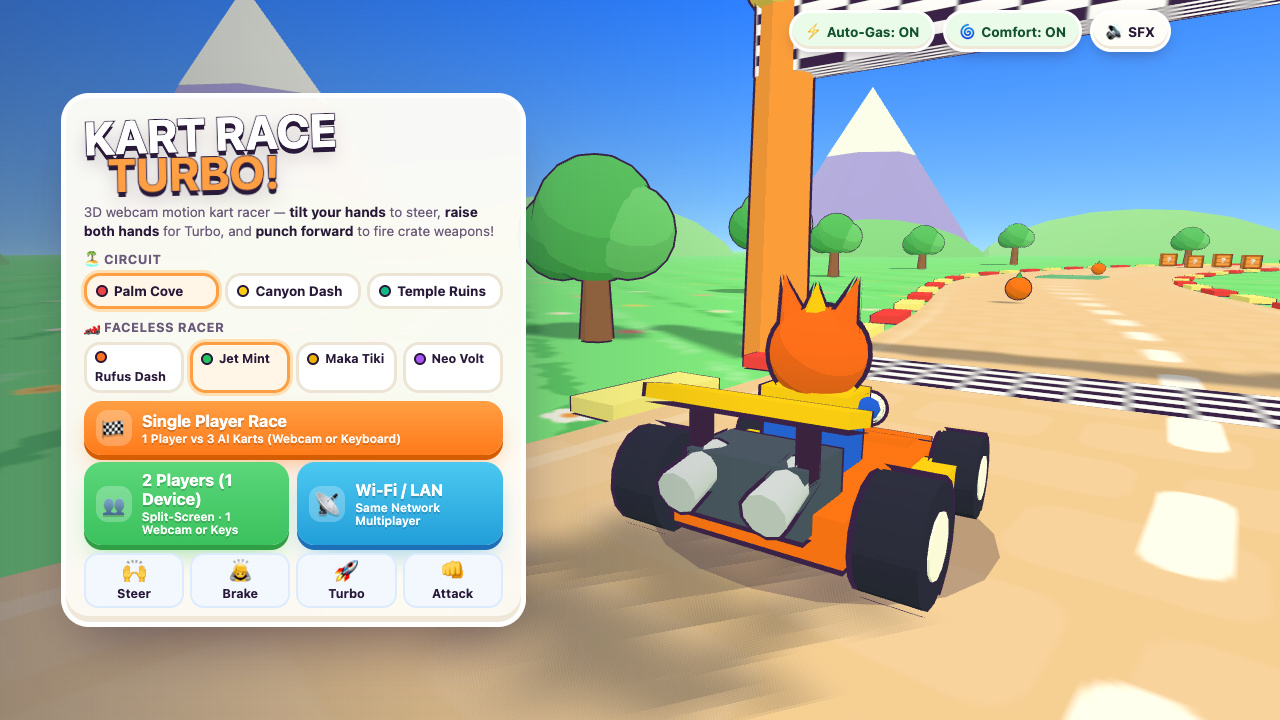 Auto-Gas: ON
Comfort: ON
SFX
KART RACE
TURBO!
3D webcam motion kart racer — tilt your hands to steer, raise
both hands for Turbo, and punch forward to fire crate weapons!
CIRCUIT
Palm Cove
Canyon Dash
Temple Ruins
FACELESS RACER
Rufus Dash
Jet Mint
Maka Tiki
Neo Volt
Single Player Race
1 Player vs 3 AI Karts (Webcam or Keyboard)
2 Players (1
Device)
Split-Screen · 1
Webcam or Keys
Wi-Fi / LAN
Same Network
Multiplayer
Steer
Brake
Turbo
Attack